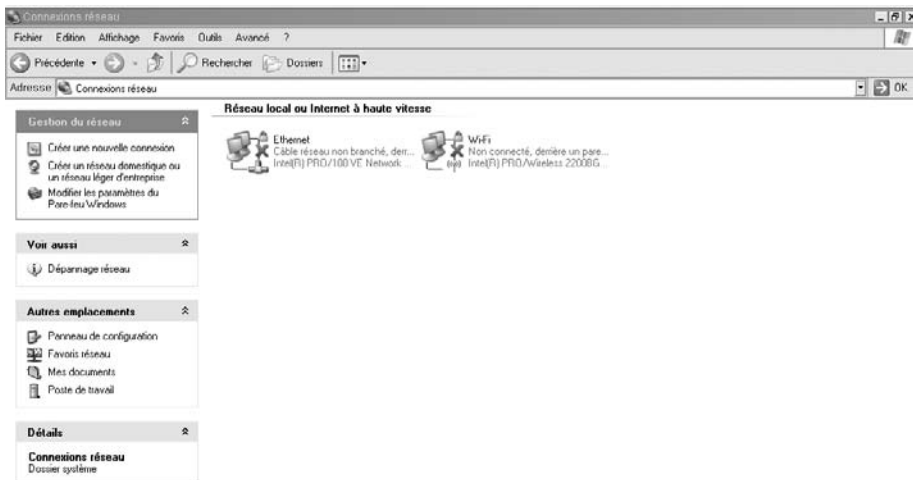 Connexions réseau
Fichier Edition Affichage Favoris Outils Avancé ?
Précédente Rechercher Dossiers
Adresse Connexions réseau OK
Gestion du réseau
Créer une nouvelle connexion
Créer un réseau domestique ou
un réseau léger d'entreprise
Modifier les paramètres du
Pare-feu Windows
Voir aussi
Dépannage réseau
Autres emplacements
Panneau de configuration
Favoris réseau
Mes documents
Poste de travail
Détails
Connexions réseau
Dossier système
Réseau local ou Internet à haute vitesse
Ethernet
Câble réseau non branché, derr...
Intel(R) PRO/100 VE Network ...
Wi-Fi
Non connecté, derrière un pare...
Intel(R) PRO/Wireless 2200BG ...